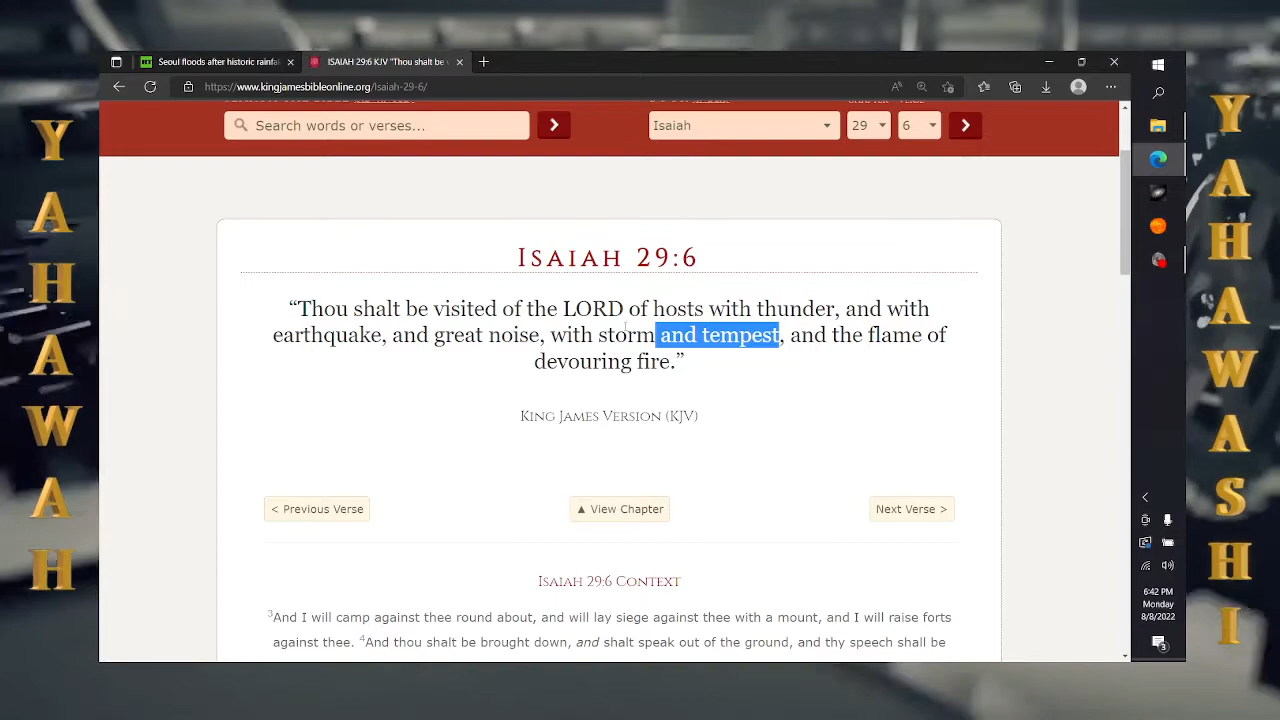 YAHAWAH
Seoul floods after historic rainfal
ISAIAH 29:6 KJV "Thou shalt be v
https://www.kingjamesbibleonline.org/Isaiah-29-6/
Search words or verses...
Isaiah
29
6
ISAIAH 29:6
“Thou shalt be visited of the LORD of hosts with thunder, and with
earthquake, and great noise, with storm and tempest, and the flame of
devouring fire.”
KING JAMES VERSION (KJV)
< Previous Verse
▲ View Chapter
Next Verse >
ISAIAH 29:6 CONTEXT
3And I will camp against thee round about, and will lay siege against thee with a mount, and I will raise forts
against thee. 4And thou shalt be brought down, and shalt speak out of the ground, and thy speech shall be
6:42 PM
Monday
8/8/2022
3
YAHAWASHI